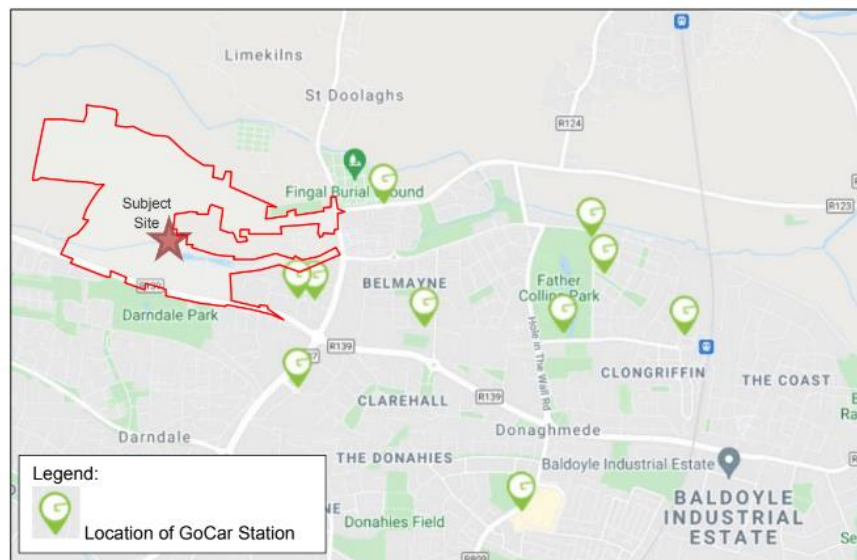 Limekilns
St Doolaghs
R124
Fingal Burial Ground
R123
Subject
Site
R139
BELMAYNE
Father
Collins Park
Darndale Park
Hole in The Wall Rd
R139
CLONGRIFFIN
THE COAST
CLAREHALL
R139
Darndale
Donaghmede
THE DONAHIES
Baldoyle Industrial Estate
Legend:
Location of GoCar Station
Donahies Field
BALDOYLE
INDUSTRIAL
ESTATE
R809